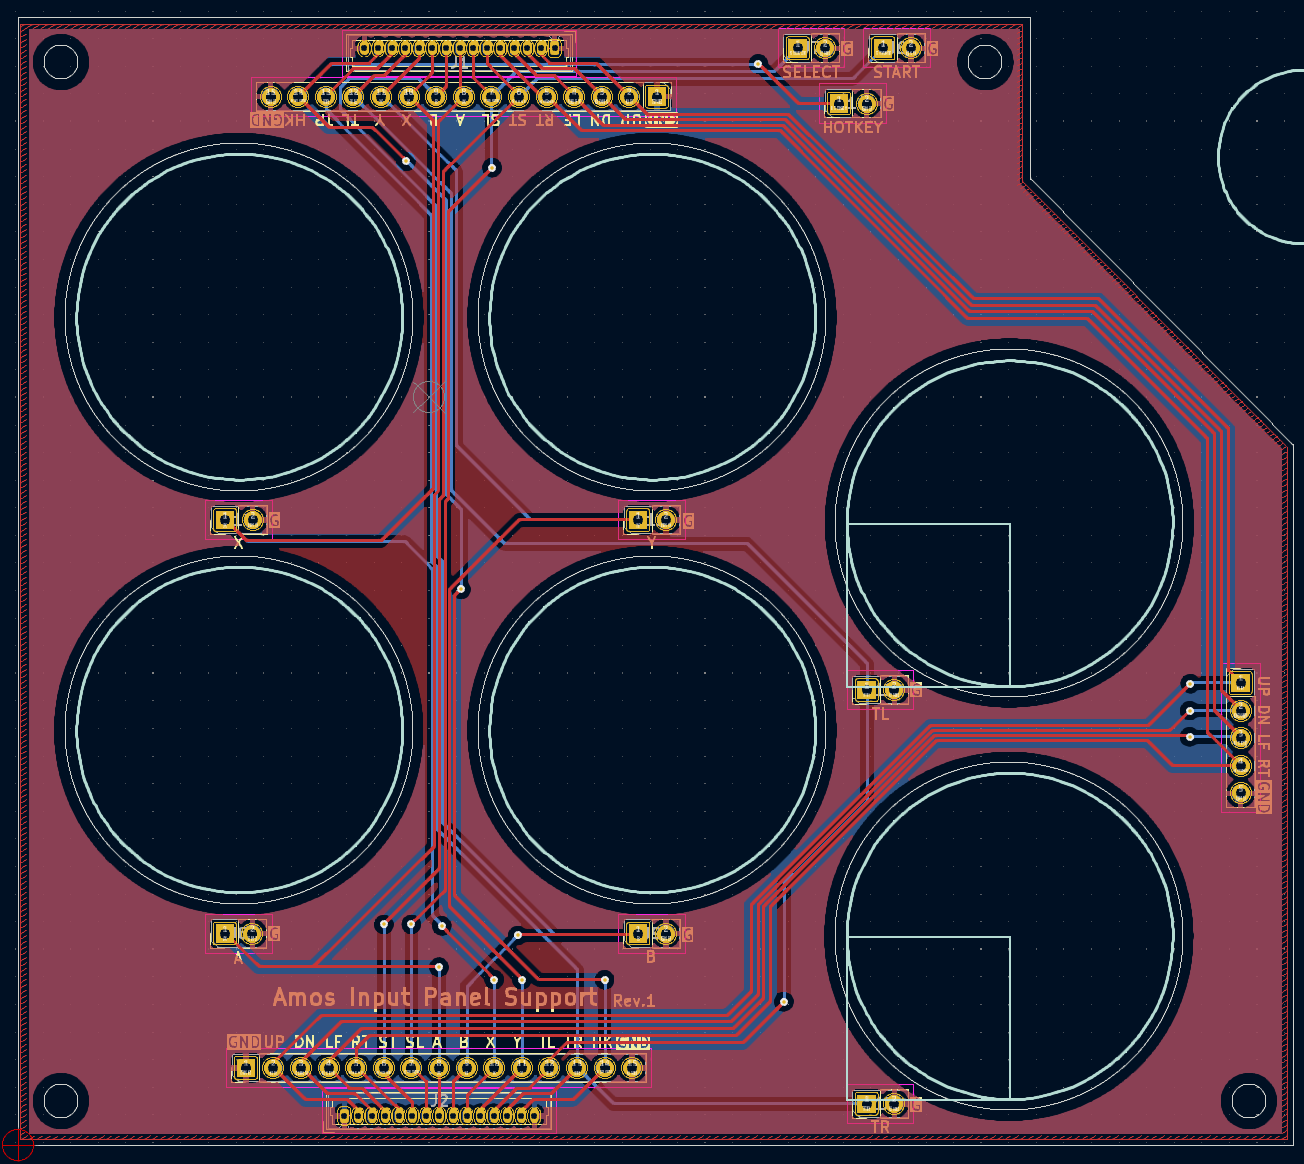 J1
SELECT G
START G
HOTKEY G
GND HK TR TL Y X B A SL ST RT LF DN UP GND
G
X
G
Y
G
TL
UP DN LF RT GND
G
A
G
B
Amos Input Panel Support Rev.1
GND UP DN LF RT ST SL A B X Y TL TR HK GND
J2
G
TR